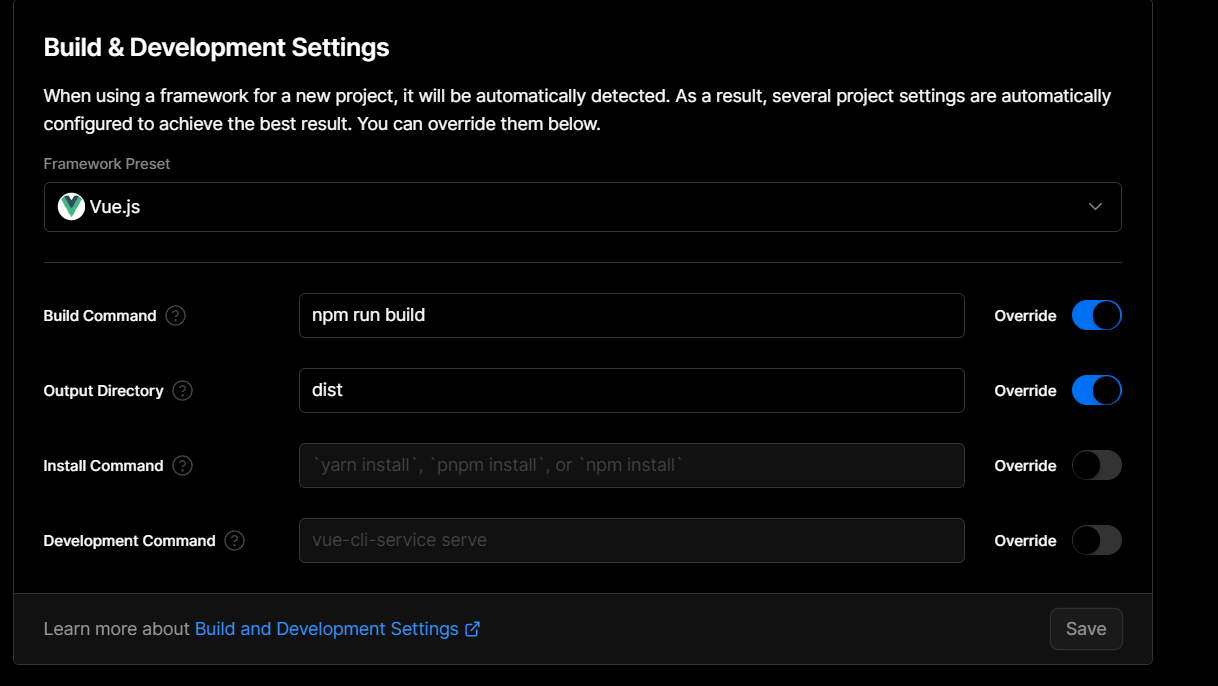 Build & Development Settings
When using a framework for a new project, it will be automatically detected. As a result, several project settings are automatically
configured to achieve the best result. You can override them below.
Framework Preset
Vue.js
Build Command ?
npm run build
Override
Output Directory ?
dist
Override
Install Command ?
`yarn install`, `pnpm install`, or `npm install`
Override
Development Command ?
vue-cli-service serve
Override
Learn more about Build and Development Settings
Save